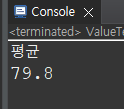 Console
<terminated> ValueTe
평균
79.8